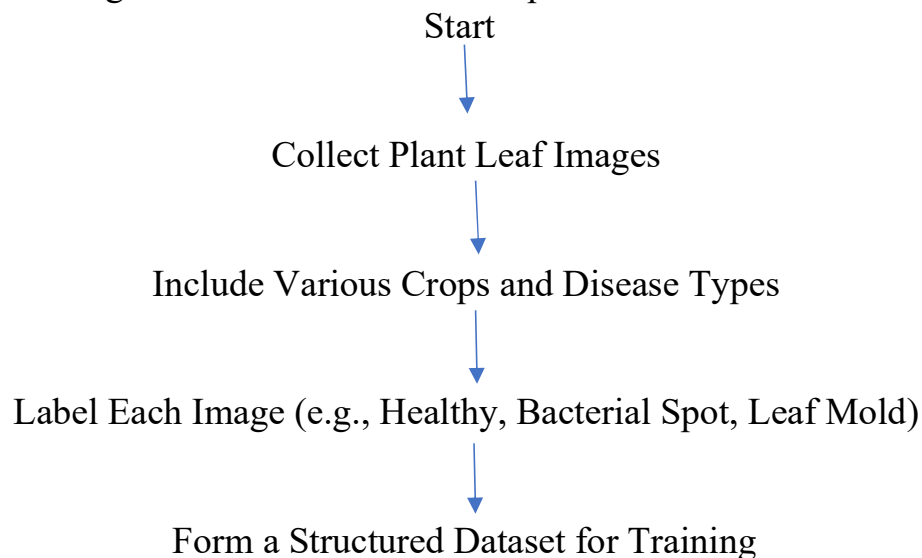 Start
Collect Plant Leaf Images
Include Various Crops and Disease Types
Label Each Image (e.g., Healthy, Bacterial Spot, Leaf Mold)
Form a Structured Dataset for Training